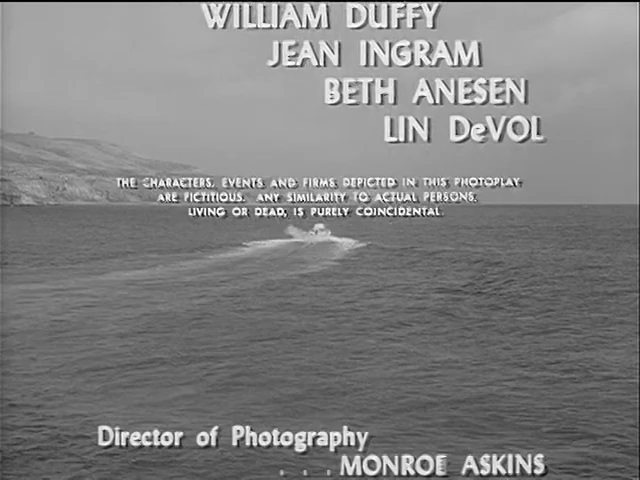 WILLIAM DUFFY
JEAN INGRAM
BETH ANESEN
LIN DeVOL
THE CHARACTERS, EVENTS AND FIRMS DEPICTED IN THIS PHOTOPLAY
ARE FICTITIOUS. ANY SIMILARITY TO ACTUAL PERSONS,
LIVING OR DEAD, IS PURELY COINCIDENTAL.
Director of Photography
. . . MONROE ASKINS